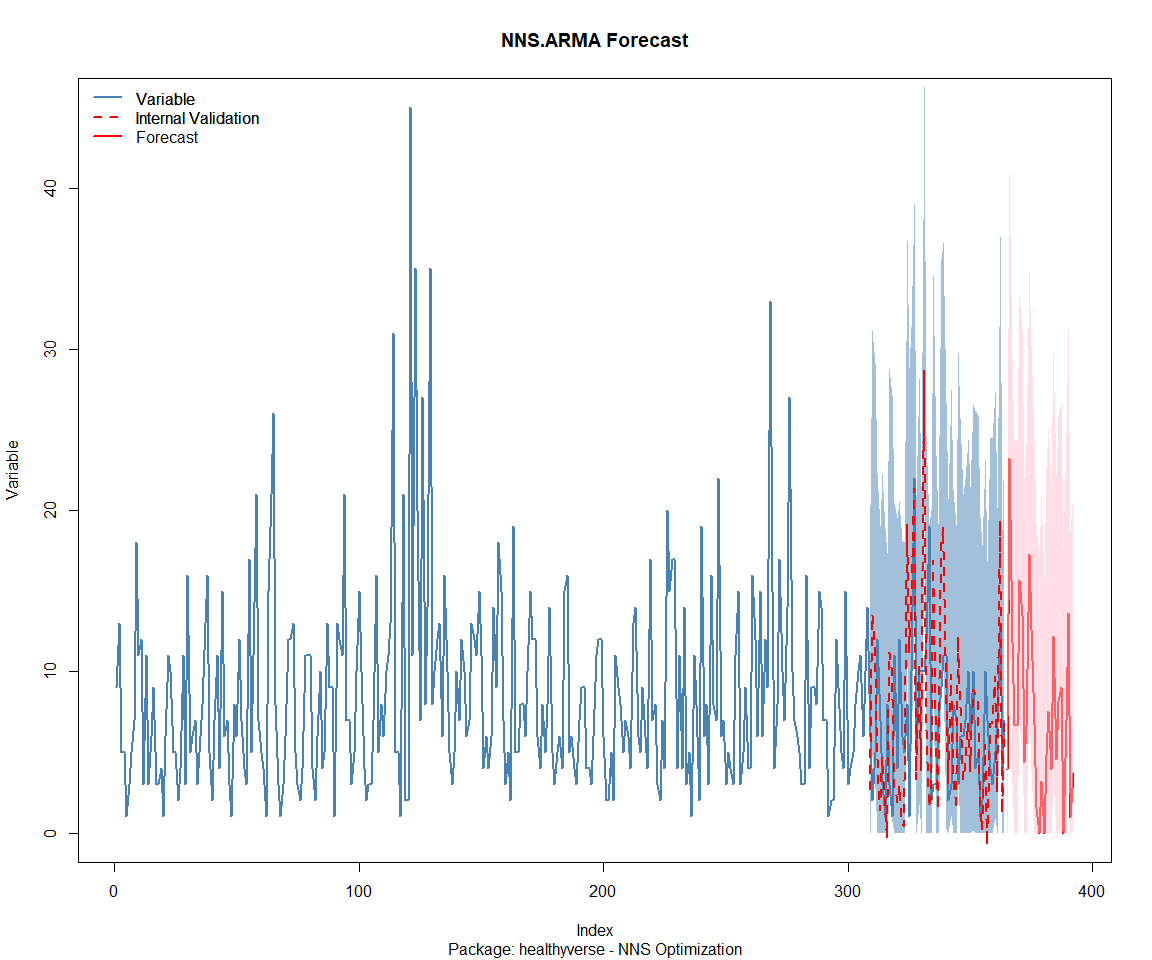 NNS.ARMA Forecast
Variable
Internal Validation
Forecast
Variable
40
30
20
10
0
0
100
200
300
400
Index
Package: healthyverse - NNS Optimization